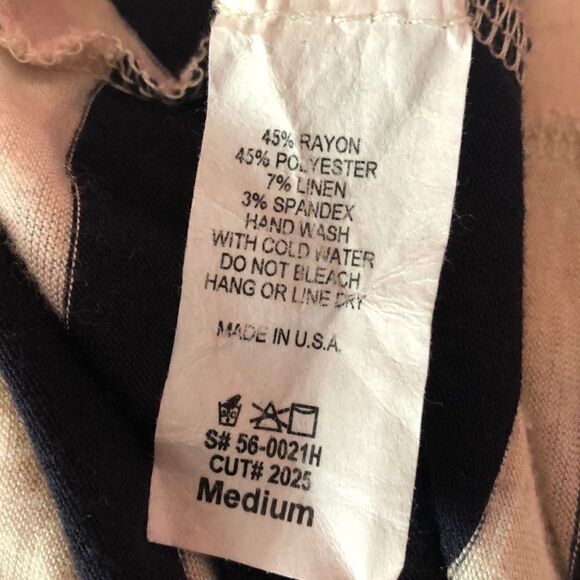 45% RAYON
45% POLYESTER
7% LINEN
3% SPANDEX
HAND WASH
WITH COLD WATER
DO NOT BLEACH
HANG OR LINE DRY
MADE IN U.S.A.
S# 56-0021H
CUT# 2025
Medium